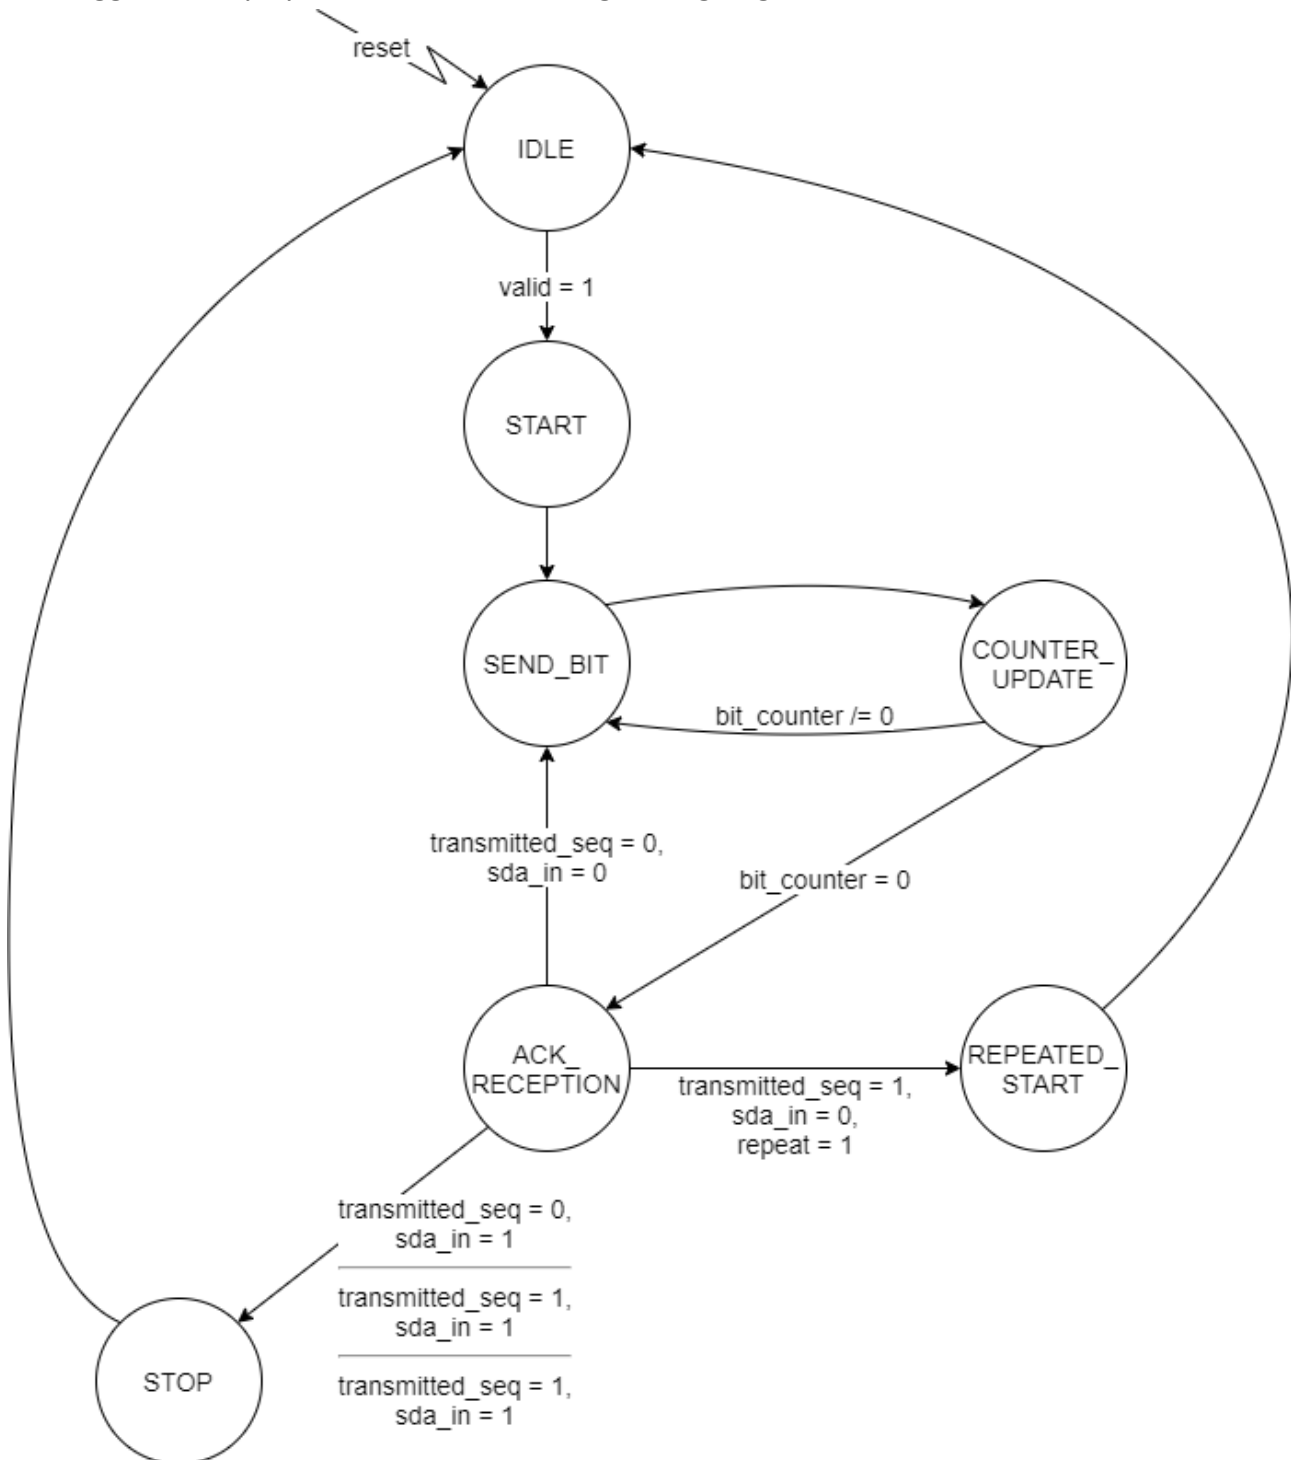 reset
IDLE
valid = 1
START
SEND_BIT
COUNTER_
UPDATE
bit_counter /= 0
transmitted_seq = 0,
sda_in = 0
bit_counter = 0
ACK_
RECEPTION
REPEATED_
START
transmitted_seq = 1,
sda_in = 0,
repeat = 1
transmitted_seq = 0,
sda_in = 1
transmitted_seq = 1,
sda_in = 1
transmitted_seq = 1,
sda_in = 1
STOP